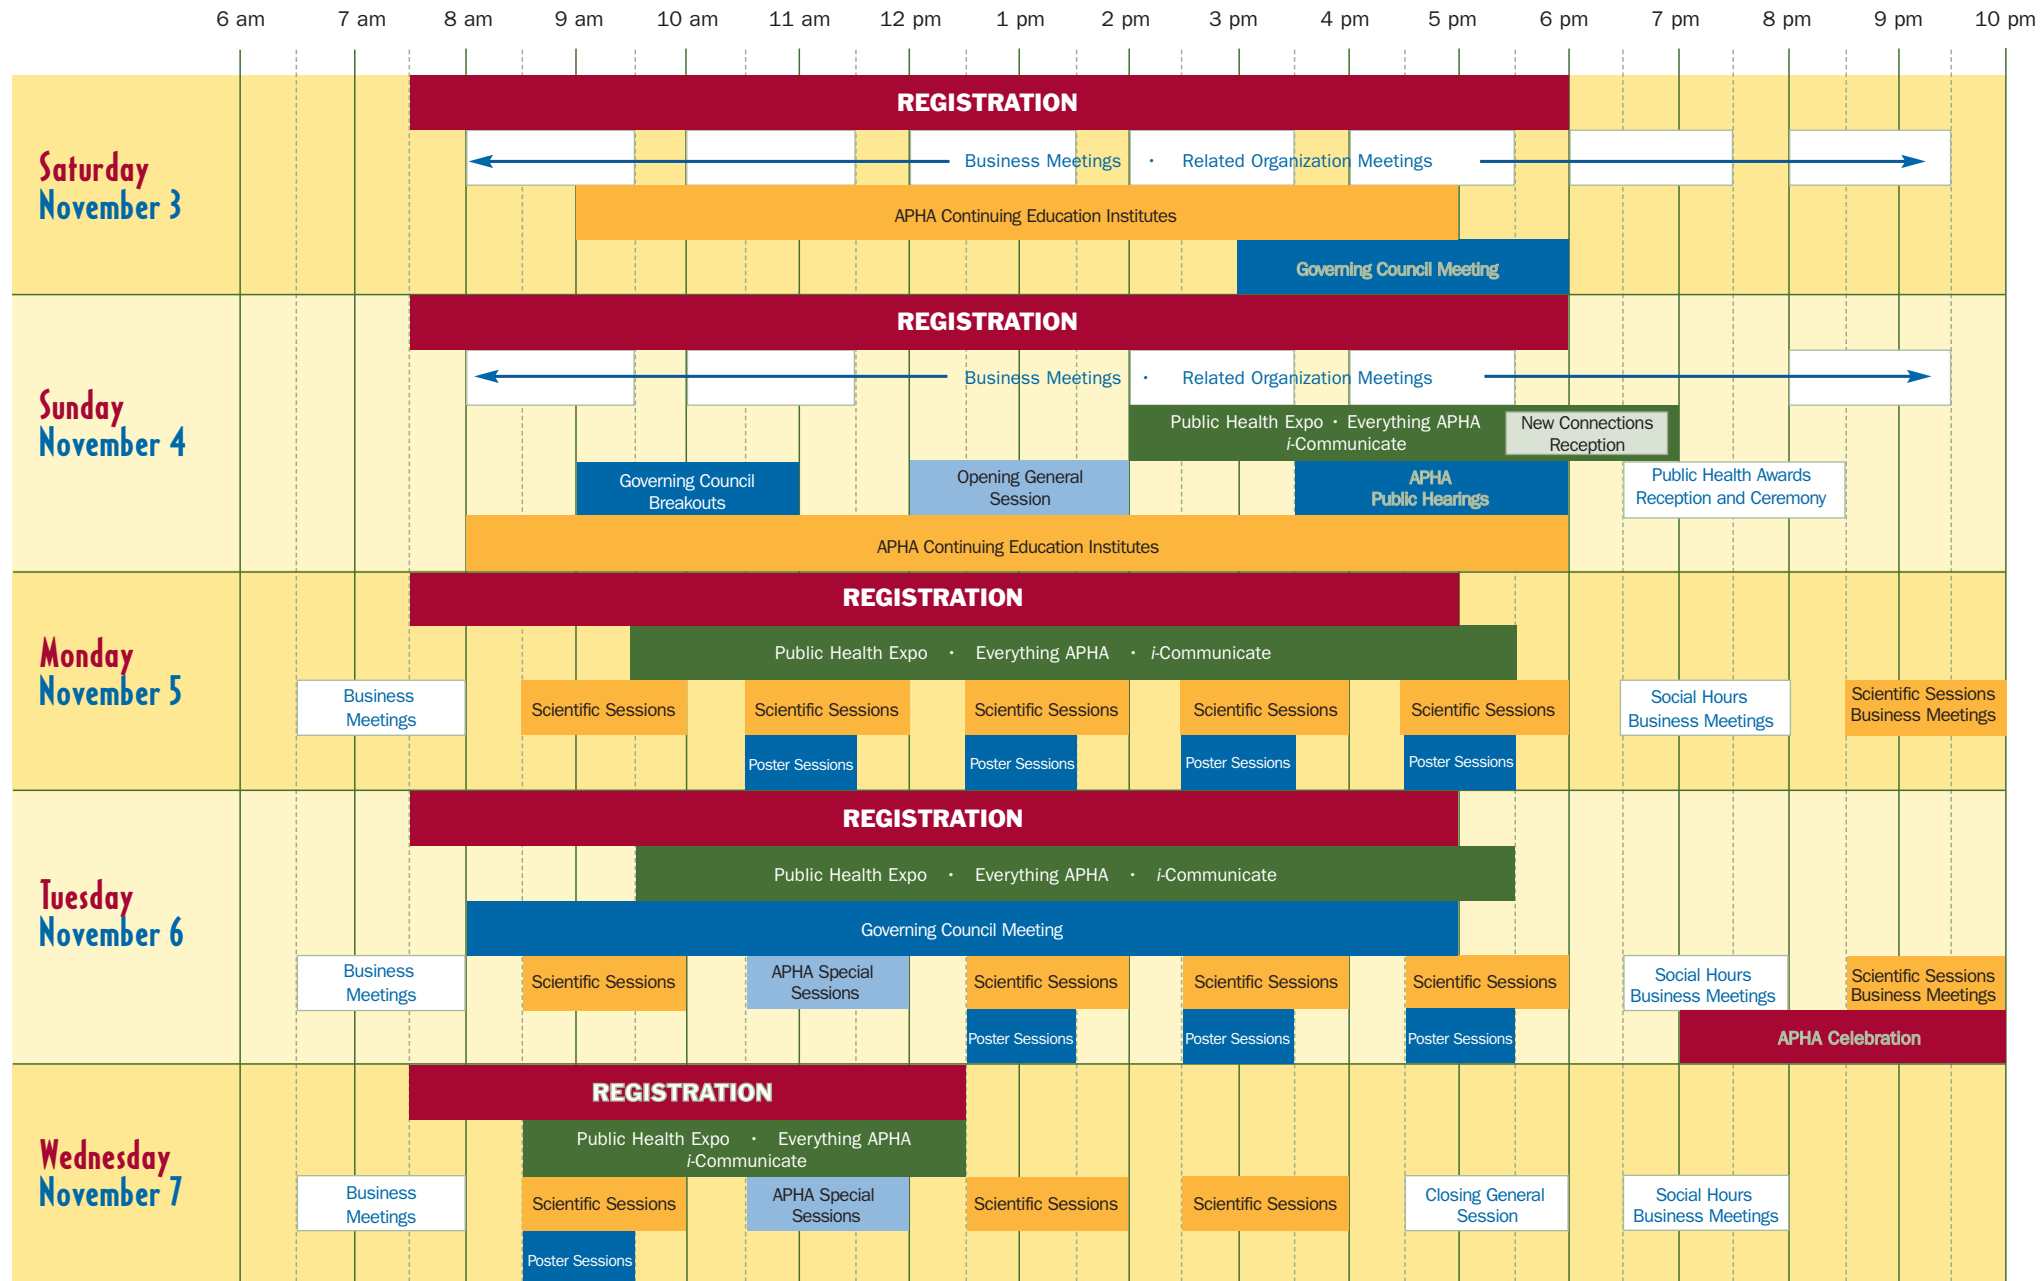 6 am 7 am 8 am 9 am 10 am 11 am 12 pm 1 pm 2 pm 3 pm 4 pm 5 pm 6 pm 7 pm 8 pm 9 pm 10 pm
Saturday
November 3
REGISTRATION
Business Meetings · Related Organization Meetings
APHA Continuing Education Institutes
Governing Council Meeting
Sunday
November 4
REGISTRATION
Business Meetings · Related Organization Meetings
Public Health Expo · Everything APHA
i-Communicate
New Connections
Reception
Governing Council
Breakouts
Opening General
Session
APHA
Public Hearings
Public Health Awards
Reception and Ceremony
APHA Continuing Education Institutes
Monday
November 5
REGISTRATION
Public Health Expo · Everything APHA · i-Communicate
Business
Meetings
Scientific Sessions
Scientific Sessions
Scientific Sessions
Scientific Sessions
Scientific Sessions
Social Hours
Business Meetings
Scientific Sessions
Business Meetings
Poster Sessions
Poster Sessions
Poster Sessions
Poster Sessions
Tuesday
November 6
REGISTRATION
Public Health Expo · Everything APHA · i-Communicate
Governing Council Meeting
Business
Meetings
Scientific Sessions
APHA Special
Sessions
Scientific Sessions
Scientific Sessions
Scientific Sessions
Social Hours
Business Meetings
Scientific Sessions
Business Meetings
Poster Sessions
Poster Sessions
Poster Sessions
APHA Celebration
Wednesday
November 7
REGISTRATION
Public Health Expo · Everything APHA
i-Communicate
Business
Meetings
Scientific Sessions
APHA Special
Sessions
Scientific Sessions
Scientific Sessions
Closing General
Session
Social Hours
Business Meetings
Poster Sessions